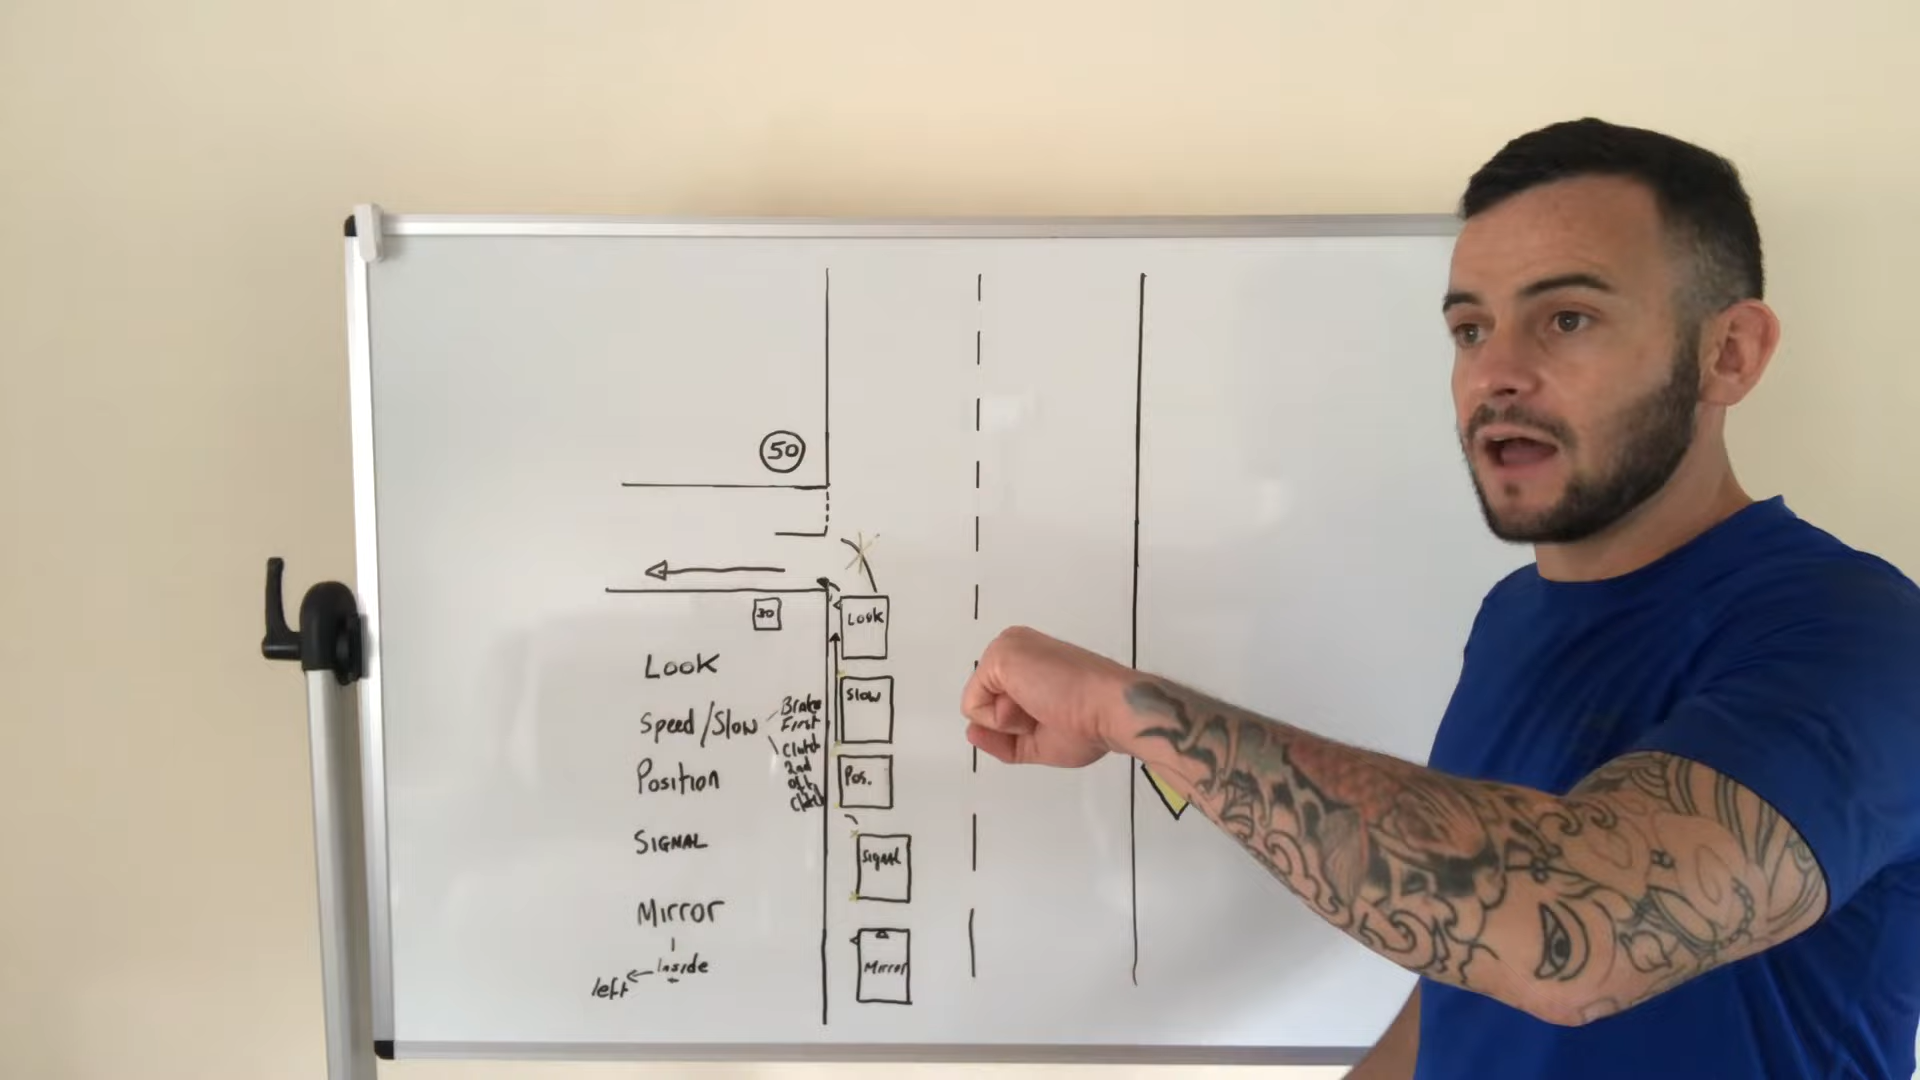 50
30
Look
Look
Speed/Slow
Brake
First
Slow
Clutch
2nd
off
Clutch
Position
Pos.
SIGNAL
Signal
Mirror
Inside
left
Mirror